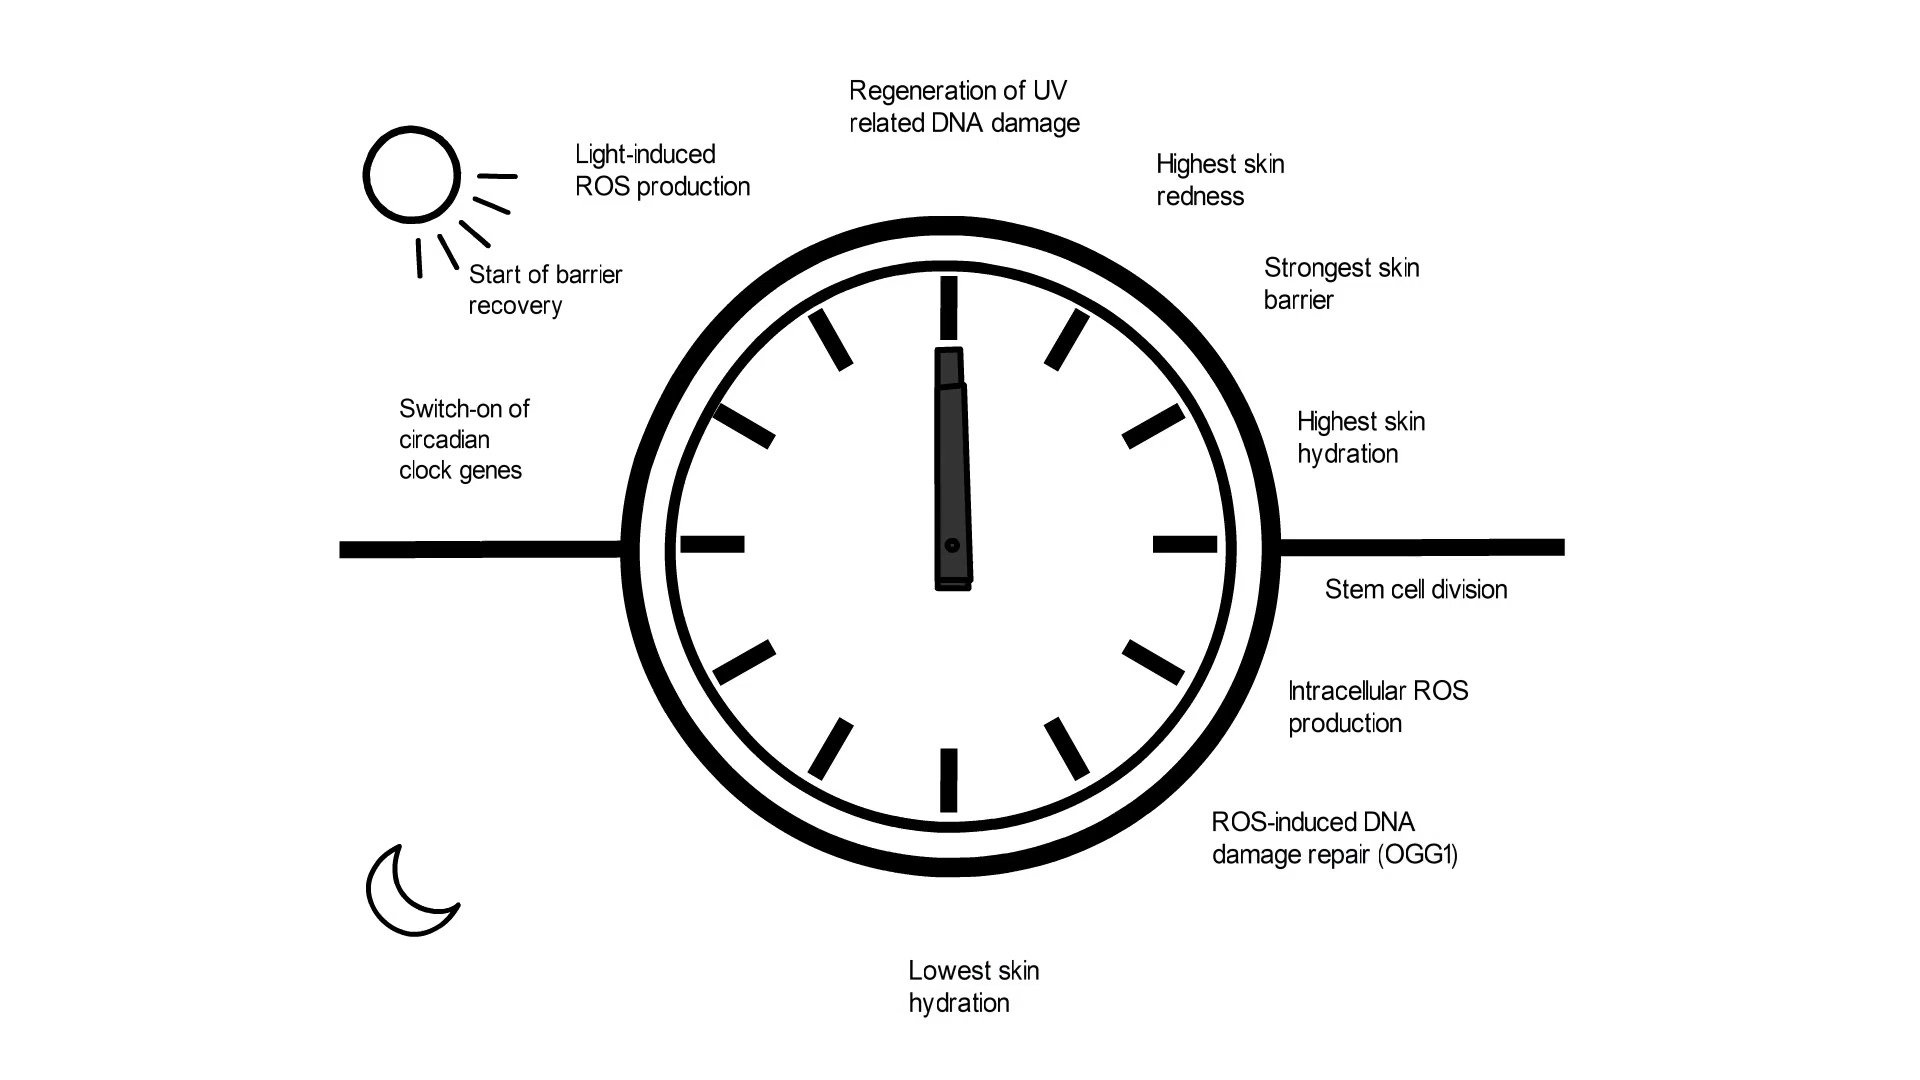 Regeneration of UV
related DNA damage
Light-induced
ROS production
Highest skin
redness
Start of barrier
recovery
Strongest skin
barrier
Switch-on of
circadian
clock genes
Highest skin
hydration
Stem cell division
Intracellular ROS
production
ROS-induced DNA
damage repair (OGG1)
Lowest skin
hydration